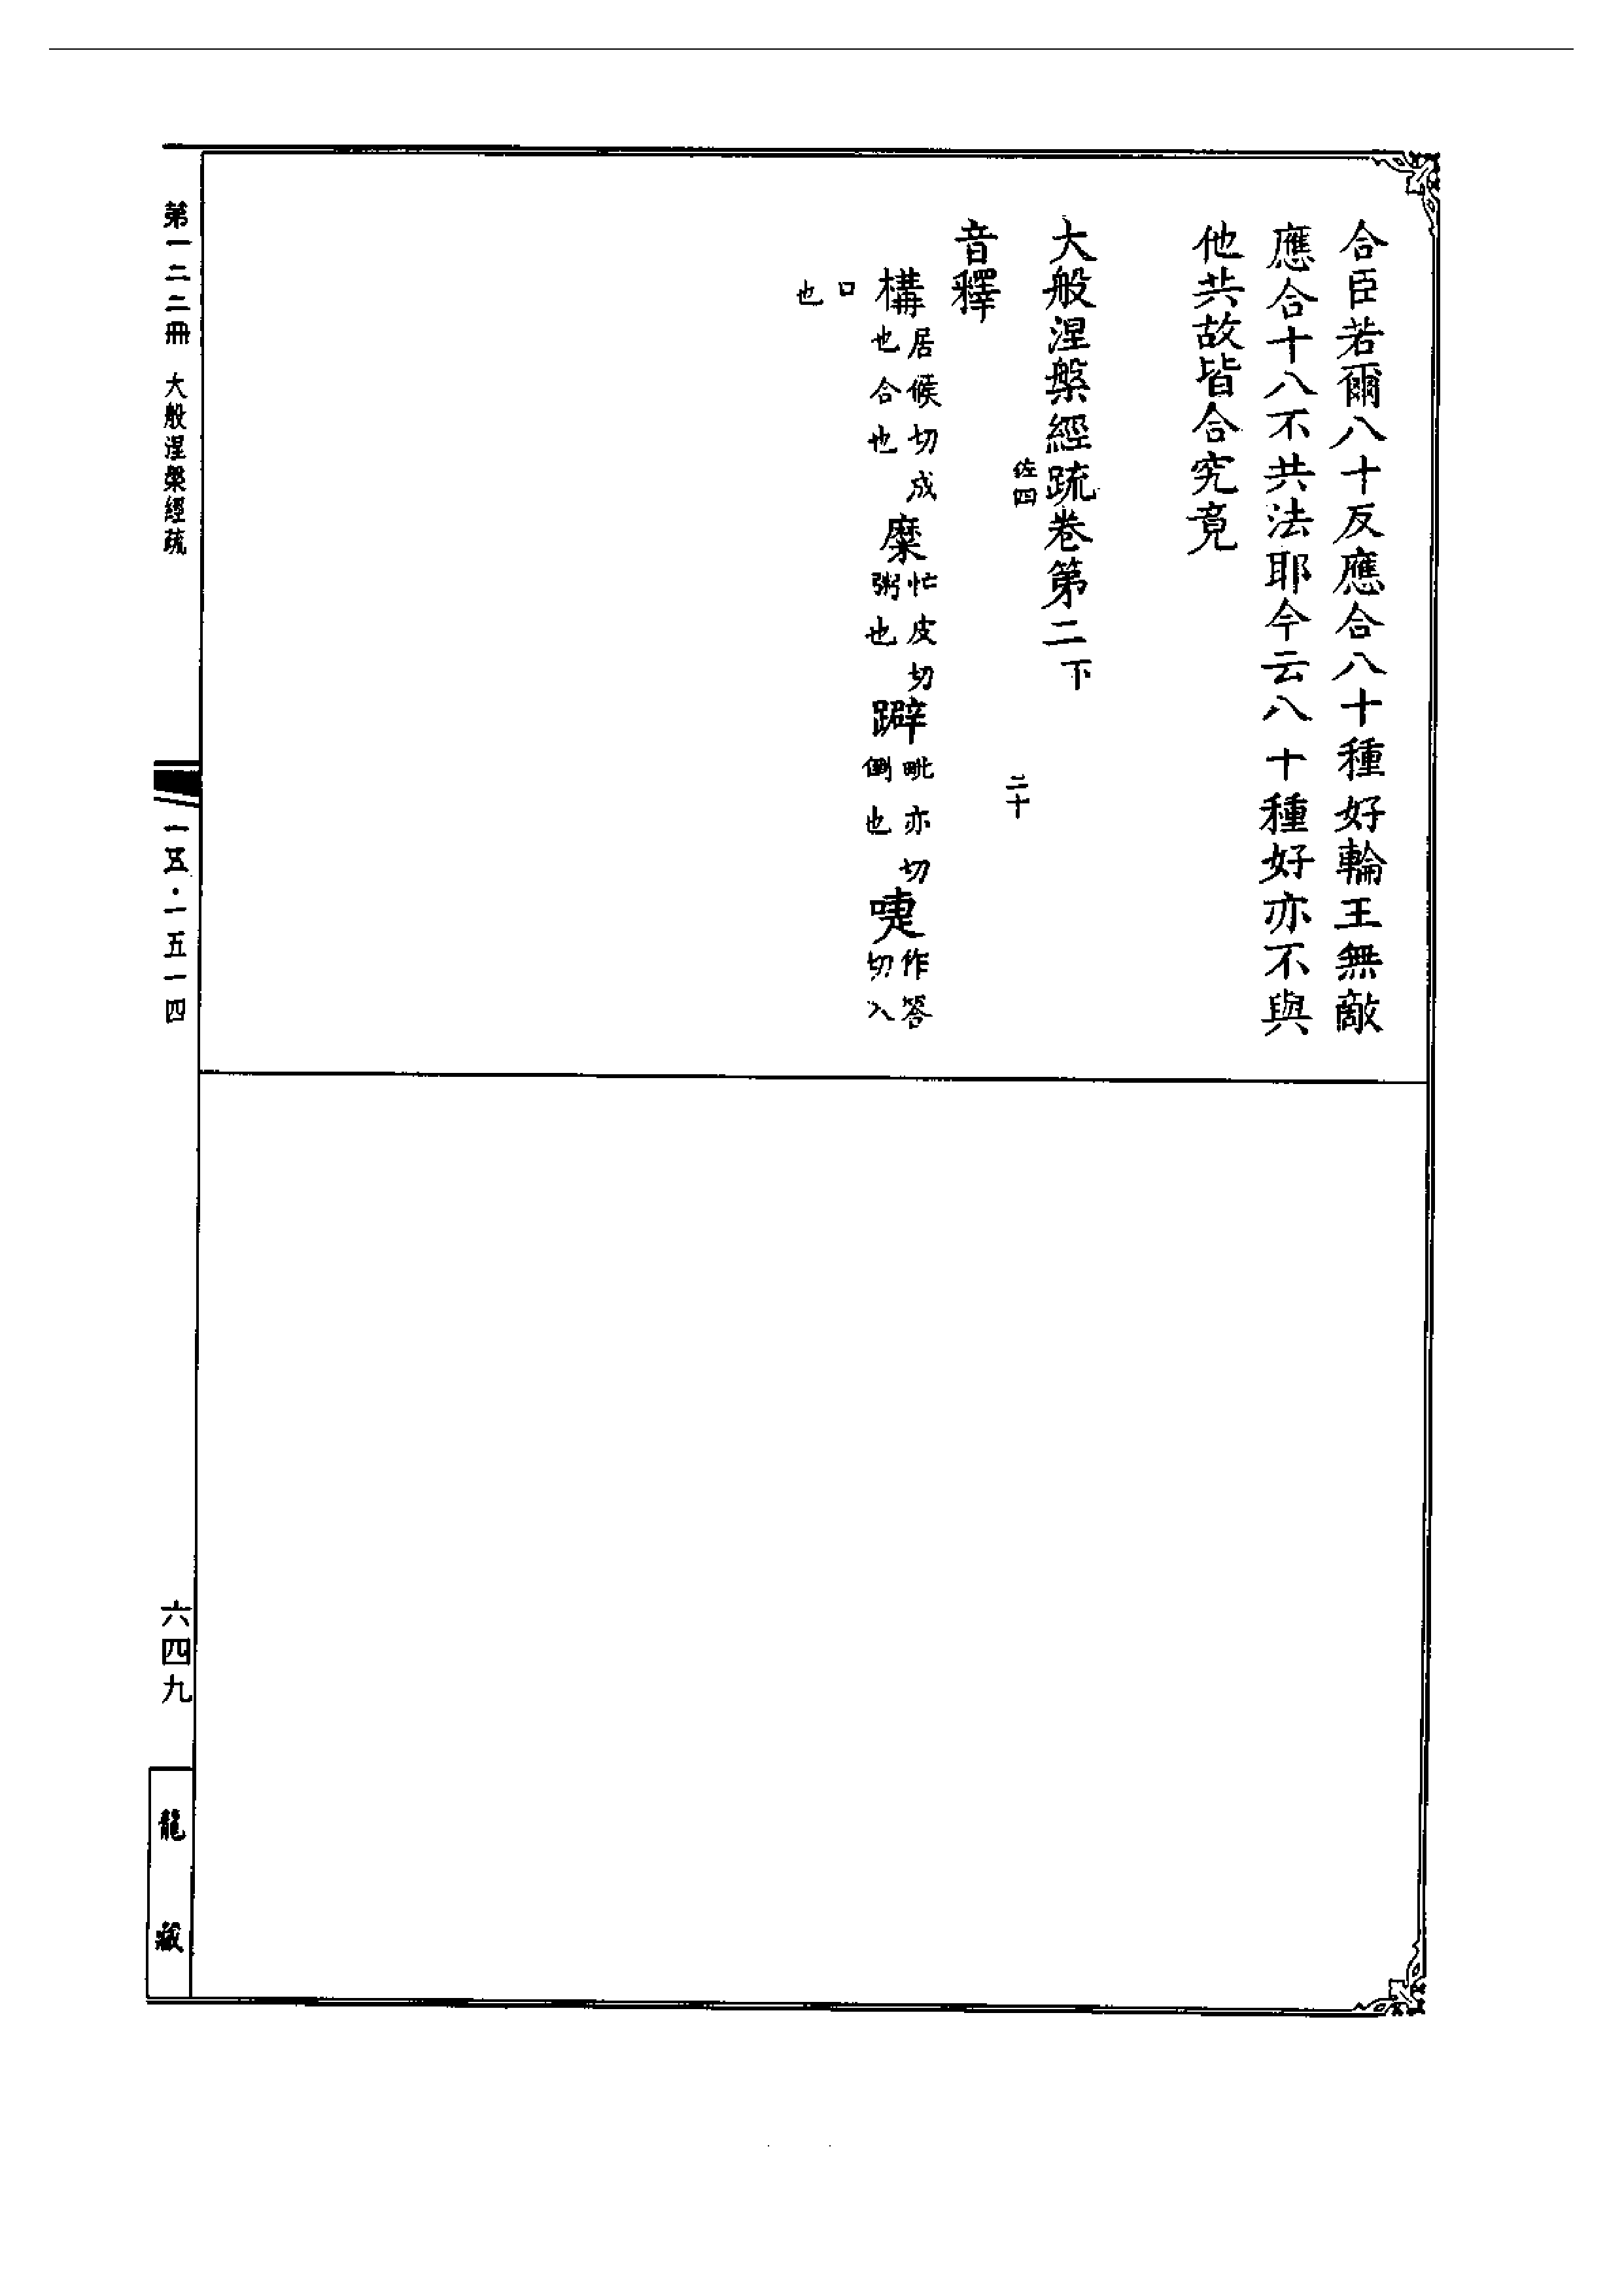 合臣若爾八十反應合八十種好輪王無敵
應合十八不共法耶今云八十種好亦不與
他共故皆合究竟
大般涅槃經疏卷第二下
佐四
二十
音釋
構居候切成也合也
糜忙皮切粥也
躃毗亦切倒也
啑作答切入口也
第一二二冊 大般涅槃經疏
一五五·一五一四
六四九
龍藏